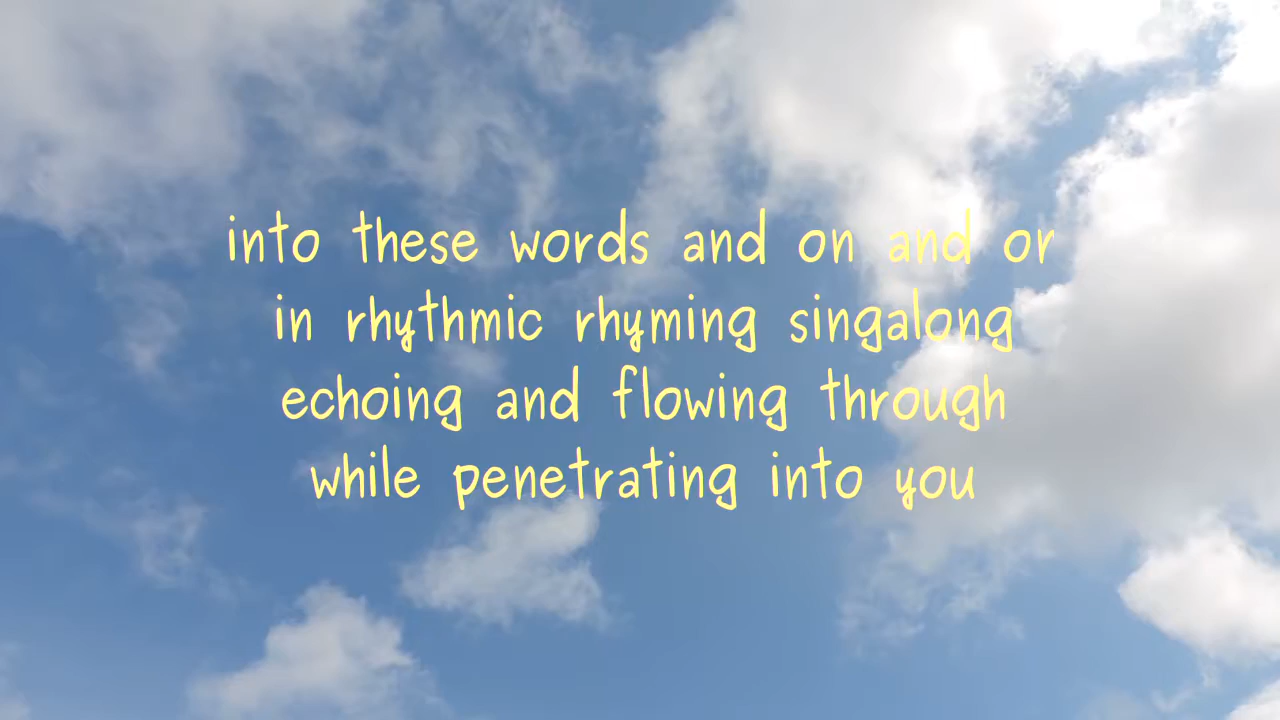 into these words and on and or
in rhythmic rhyming singalong
echoing and flowing through
while penetrating into you